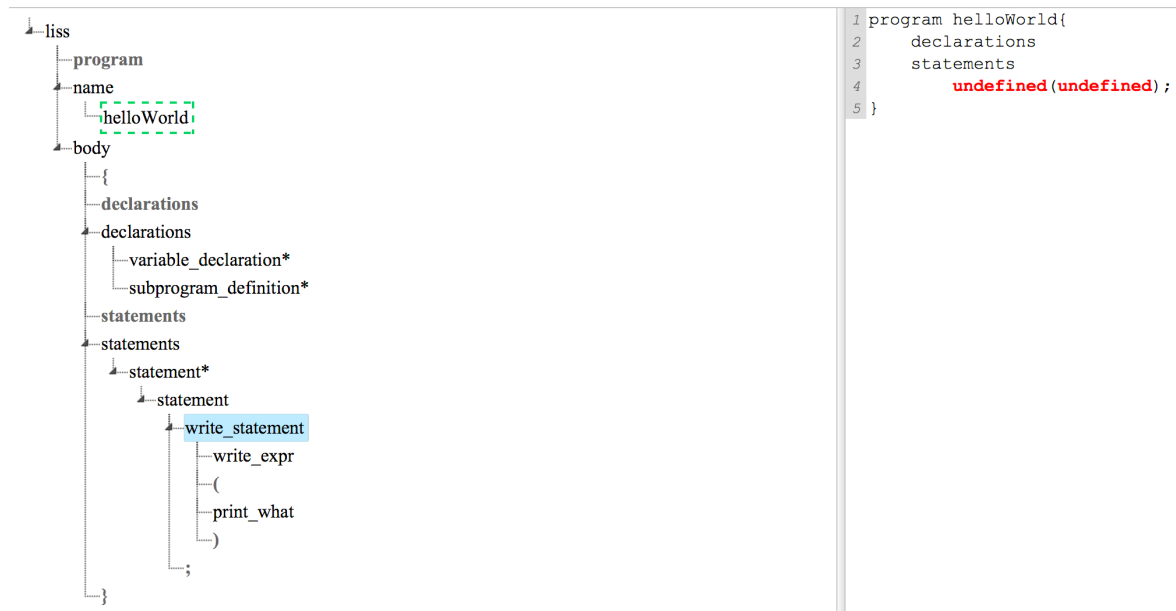 liss
program
name
helloWorld
body
{
declarations
declarations
variable_declaration*
subprogram_definition*
statements
statements
statement*
statement
write_statement
write_expr
(
print_what
)
;
}
1 program helloWorld{
2 declarations
3 statements
4 undefined(undefined);
5 }